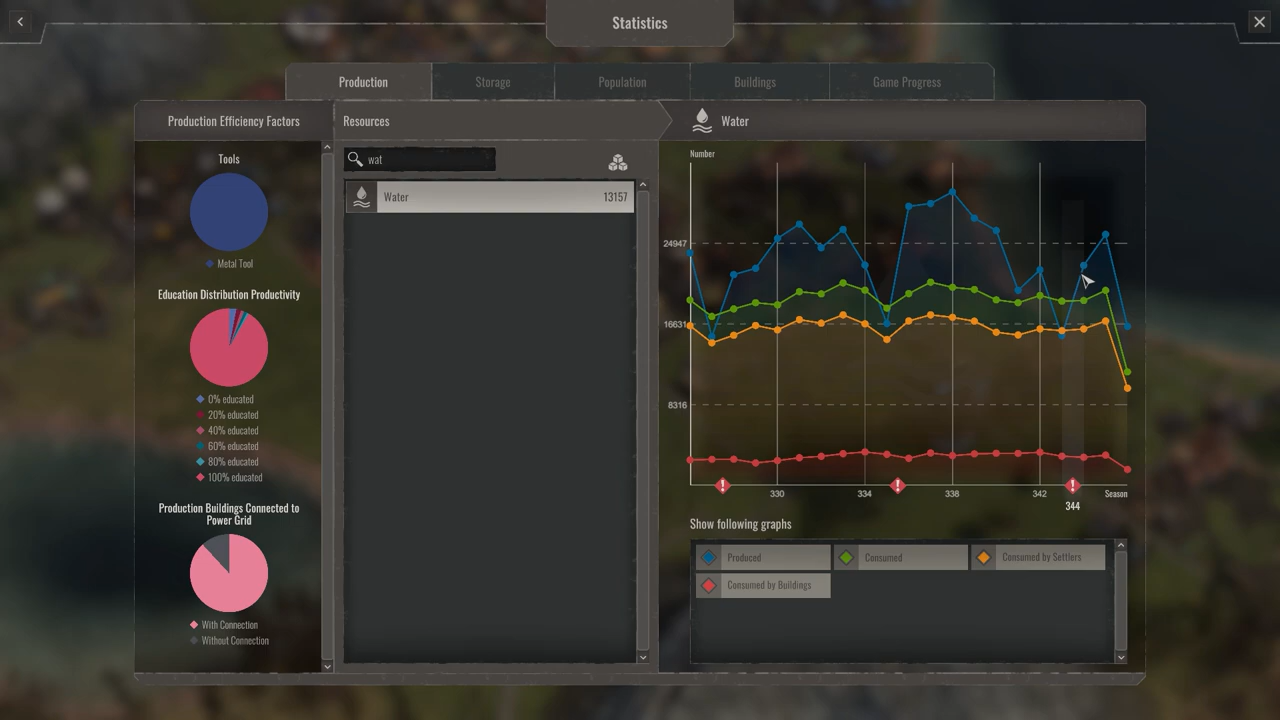 Statistics
Production
Storage
Population
Buildings
Game Progress
Production Efficiency Factors
Tools
Metal Tool
Education Distribution Productivity
0% educated
20% educated
40% educated
60% educated
80% educated
100% educated
Production Buildings Connected to
Power Grid
With Connection
Without Connection
Resources
wat
Water 13157
Water
Number
24947
16631
8316
330 334 338 342 Season
344
Show following graphs
Produced
Consumed
Consumed by Settlers
Consumed by Buildings